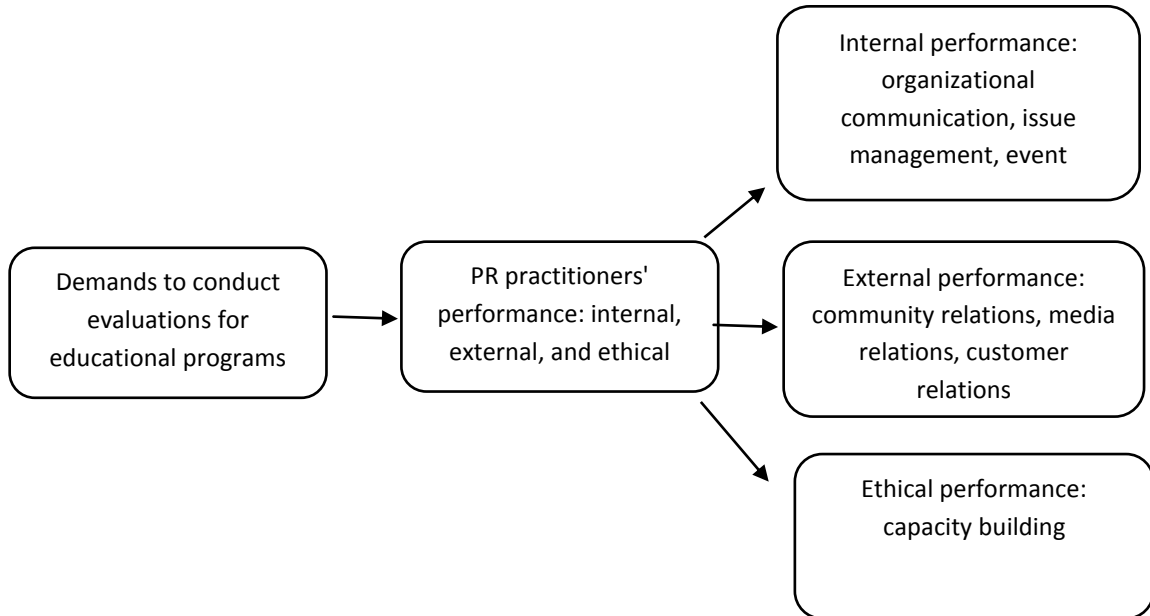 Internal performance:
organizational
communication, issue
management, event
Demands to conduct
evaluations for
educational programs
PR practitioners'
performance: internal,
external, and ethical
External performance:
community relations, media
relations, customer
relations
Ethical performance:
capacity building